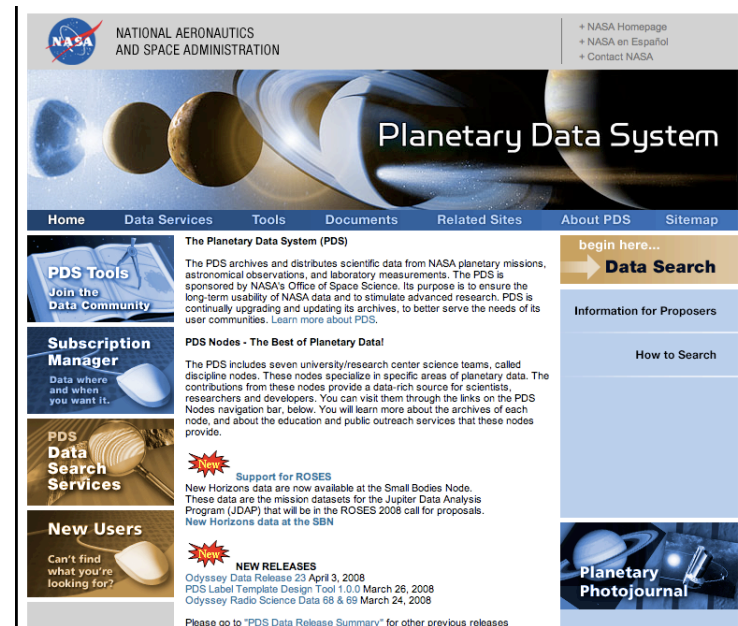 NASA
NATIONAL AERONAUTICS
AND SPACE ADMINISTRATION
+ NASA Homepage
+ NASA en Español
+ Contact NASA
Planetary Data System
Home Data Services Tools Documents Related Sites About PDS Sitemap
PDS Tools
Join the
Data Community
Subscription
Manager
Data where
and when
you want it.
PDS
Data
Search
Services
New Users
Can't find
what you're
looking for?
The Planetary Data System (PDS)
The PDS archives and distributes scientific data from NASA planetary missions,
astronomical observations, and laboratory measurements. The PDS is
sponsored by NASA's Office of Space Science. Its purpose is to ensure the
long-term usability of NASA data and to stimulate advanced research. PDS is
continually upgrading and updating its archives, to better serve the needs of its
user communities. Learn more about PDS.
PDS Nodes - The Best of Planetary Data!
The PDS includes seven university/research center science teams, called
discipline nodes. These nodes specialize in specific areas of planetary data. The
contributions from these nodes provide a data-rich source for scientists,
researchers and developers. You can visit them through the links on the PDS
Nodes navigation bar, below. You will learn more about the archives of each
node, and about the education and public outreach services that these nodes
provide.
New
Support for ROSES
New Horizons data are now available at the Small Bodies Node.
These data are the mission datasets for the Jupiter Data Analysis
Program (JDAP) that will be in the ROSES 2008 call for proposals.
New Horizons data at the SBN
New
NEW RELEASES
Odyssey Data Release 23 April 3, 2008
PDS Label Template Design Tool 1.0.0 March 26, 2008
Odyssey Radio Science Data 68 & 69 March 24, 2008
Please go to "PDS Data Release Summary" for other previous releases
begin here...
Data Search
Information for Proposers
How to Search
Planetary
Photojournal